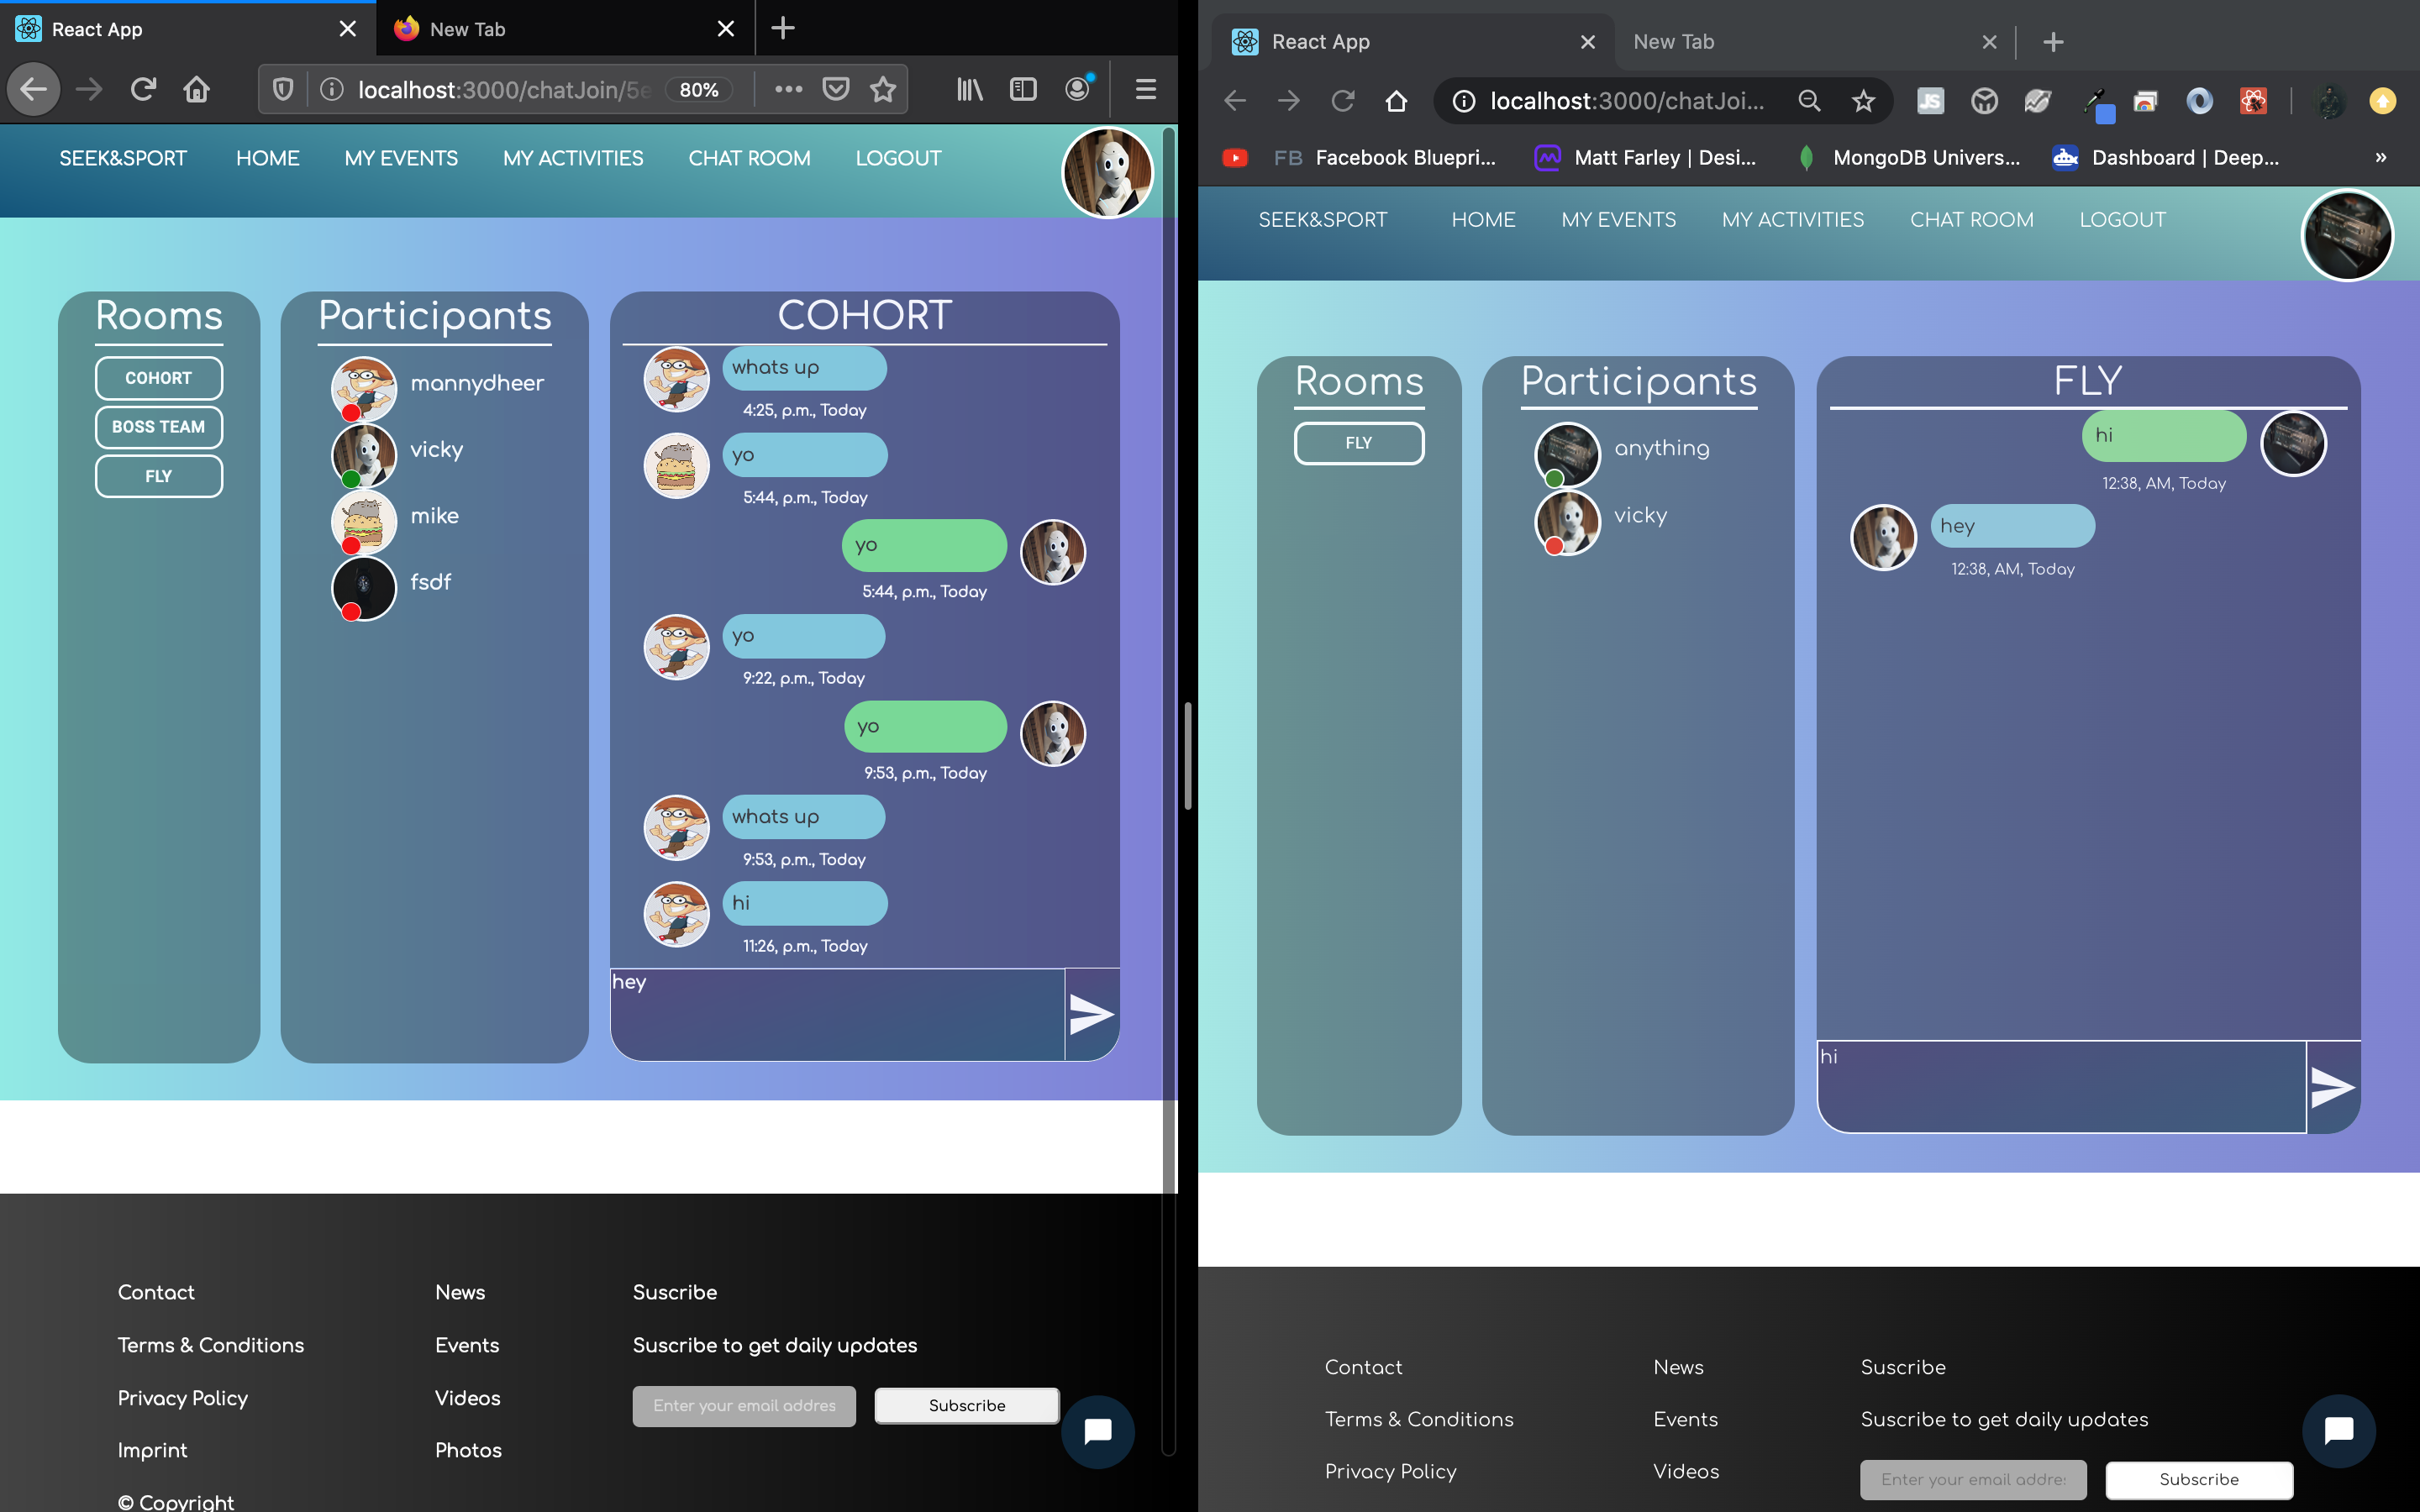 React App
New Tab
localhost:3000/chatJoin/5e
80%
SEEK&SPORT HOME MY EVENTS MY ACTIVITIES CHAT ROOM LOGOUT
Rooms
COHORT
BOSS TEAM
FLY
Participants
mannydheer
vicky
mike
fsdf
COHORT
whats up
4:25, p.m., Today
yo
5:44, p.m., Today
yo
5:44, p.m., Today
yo
9:22, p.m., Today
yo
9:53, p.m., Today
whats up
9:53, p.m., Today
hi
11:26, p.m., Today
hey
Contact
Terms & Conditions
Privacy Policy
Imprint
© Copyright
News
Events
Videos
Photos
Suscribe
Suscribe to get daily updates
Enter your email addres
Subscribe
React App
New Tab
localhost:3000/chatJoi...
JS
FB Facebook Bluepri...
Matt Farley | Desi...
MongoDB Univers...
Dashboard | Deep...
»
SEEK&SPORT HOME MY EVENTS MY ACTIVITIES CHAT ROOM LOGOUT
Rooms
FLY
Participants
anything
vicky
FLY
hi
12:38, AM, Today
hey
12:38, AM, Today
hi
Contact
Terms & Conditions
Privacy Policy
News
Events
Videos
Suscribe
Suscribe to get daily updates
Enter your email addre
Subscribe